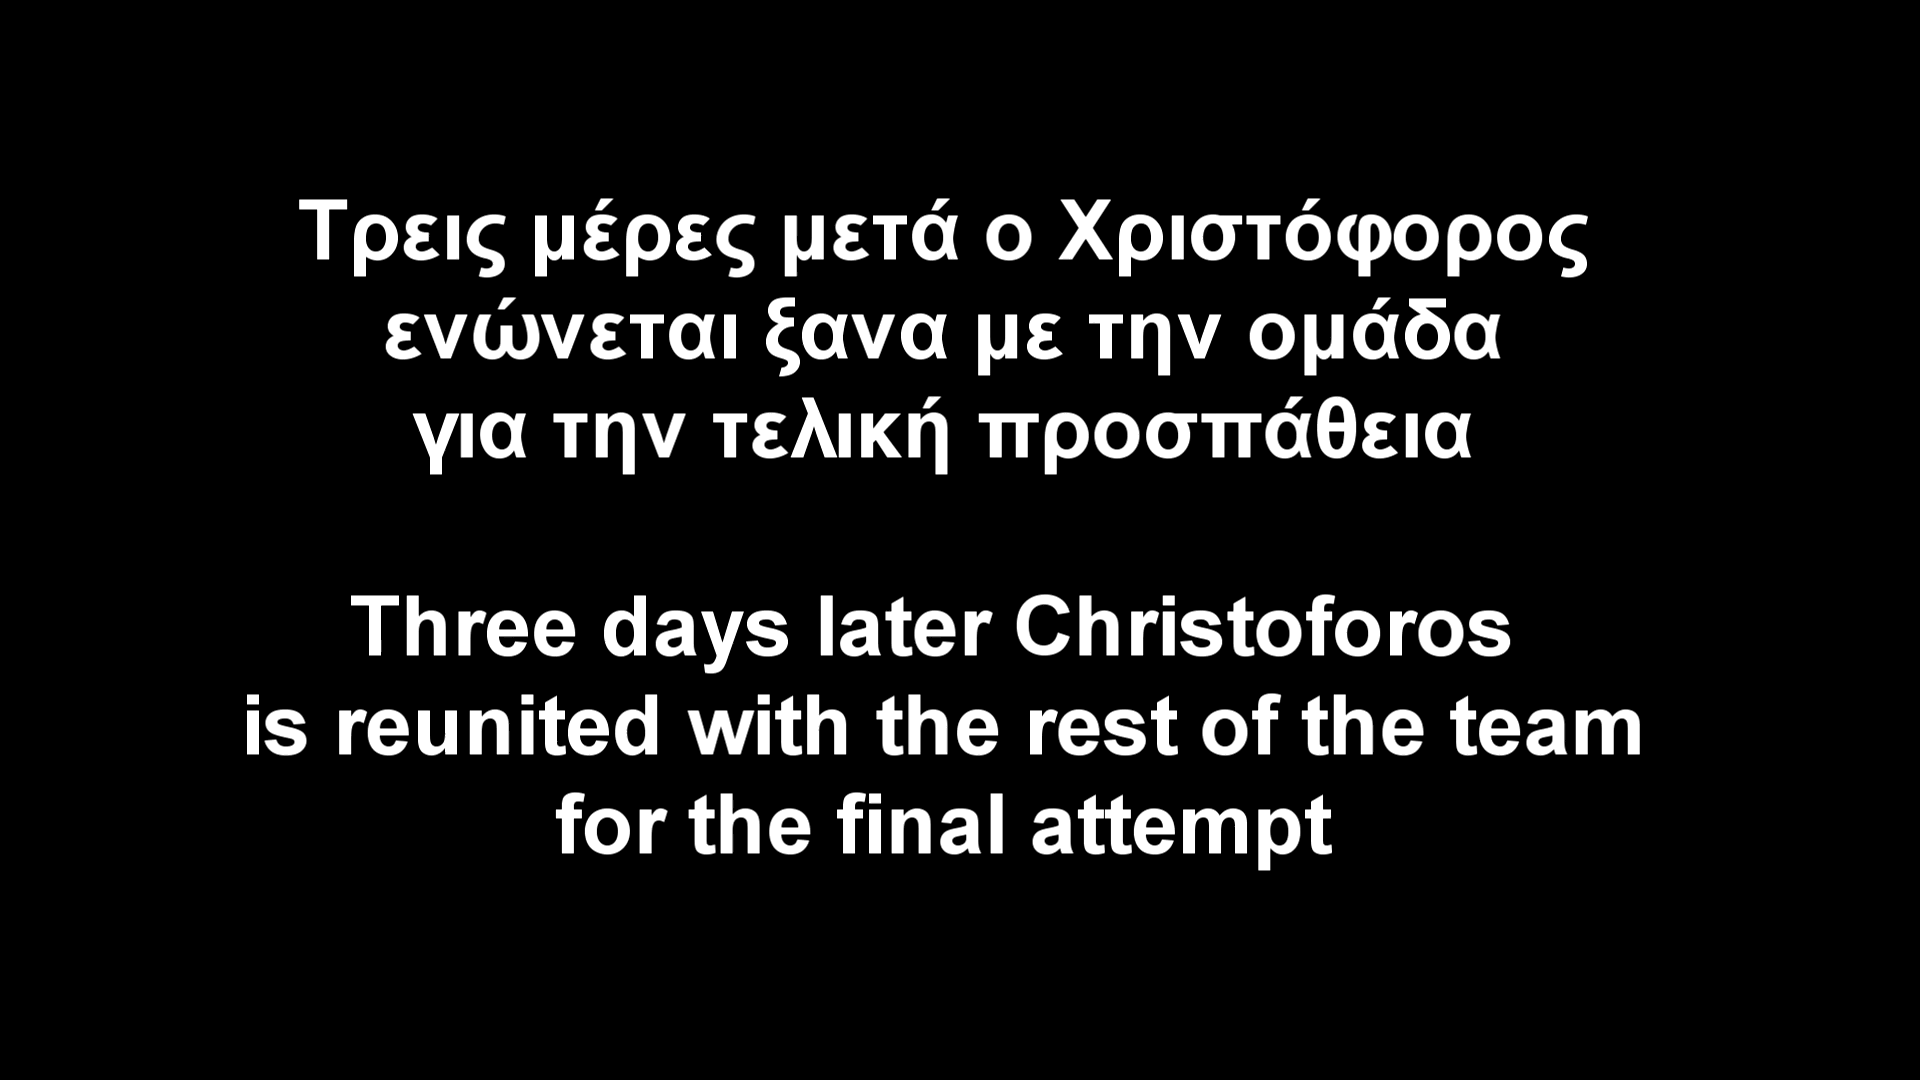 Τρεις μέρες μετά ο Χριστόφορος
ενώνεται ξανα με την ομάδα
για την τελική προσπάθεια
Three days later Christoforos
is reunited with the rest of the team
for the final attempt